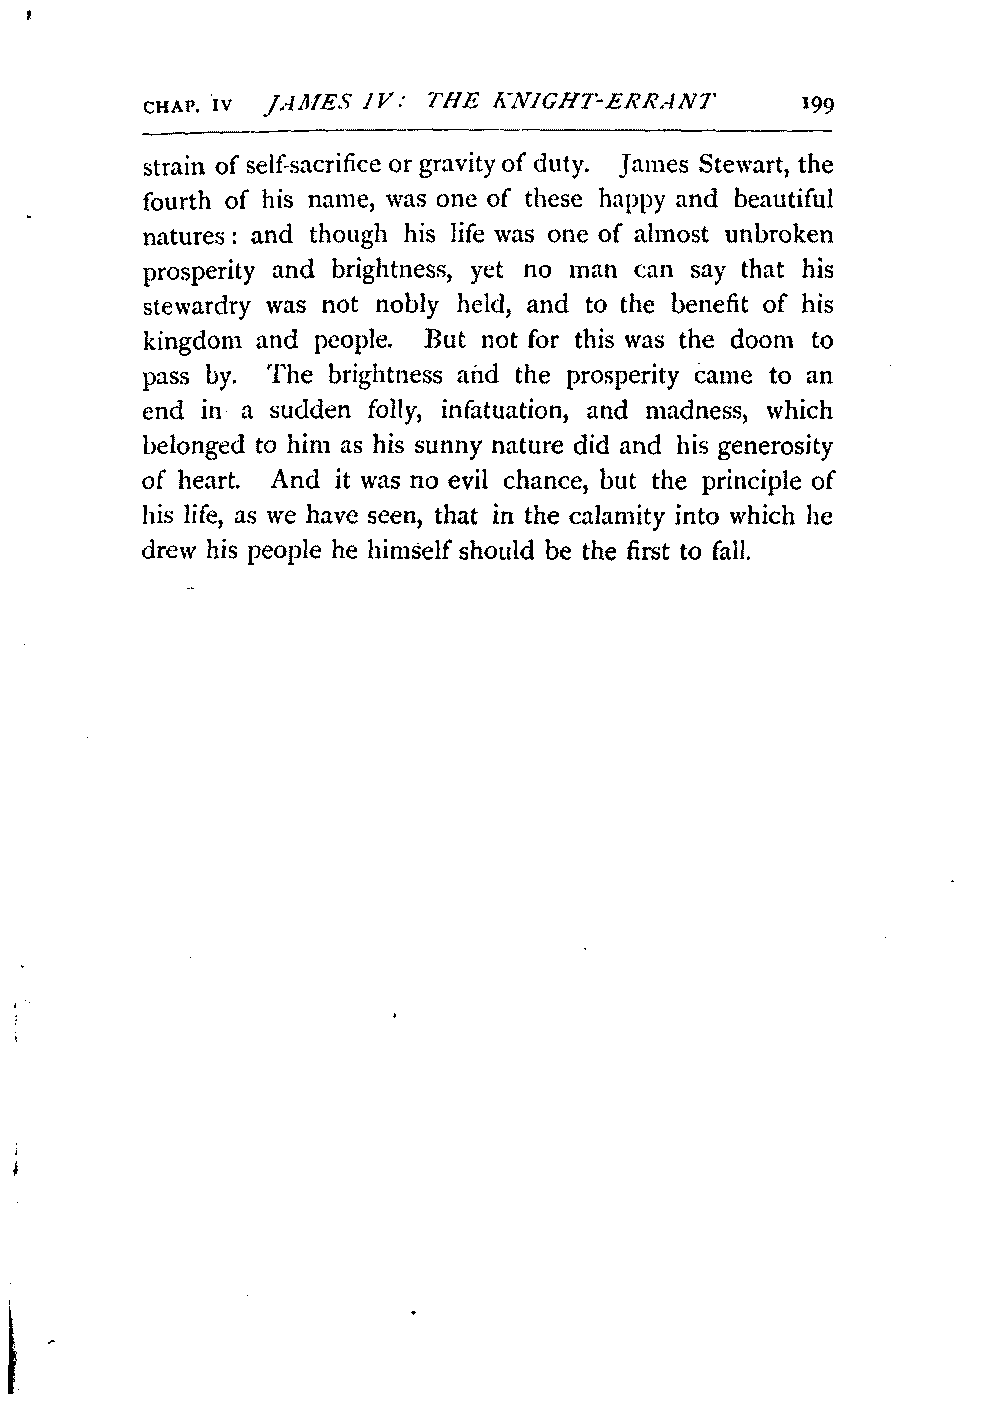 CHAP. IV JAMES IV: THE KNIGHT-ERRANT 199
strain of self-sacrifice or gravity of duty. James Stewart, the
fourth of his name, was one of these happy and beautiful
natures: and though his life was one of almost unbroken
prosperity and brightness, yet no man can say that his
stewardry was not nobly held, and to the benefit of his
kingdom and people. But not for this was the doom to
pass by. The brightness and the prosperity came to an
end in a sudden folly, infatuation, and madness, which
belonged to him as his sunny nature did and his generosity
of heart. And it was no evil chance, but the principle of
his life, as we have seen, that in the calamity into which he
drew his people he himself should be the first to fall.